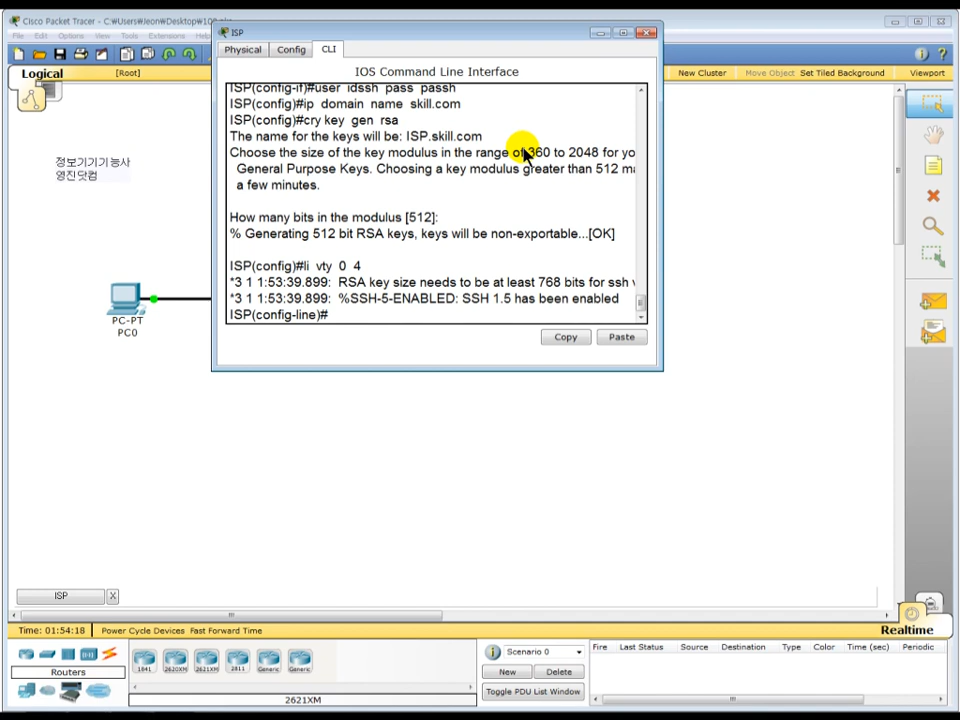 Cisco Packet Tracer - C:\Users\Jeon\Desktop\100.pkt
ISP
File Edit Options View Tools Extensions Help
Physical Config CLI
Logical
[Root]
New Cluster Move Object Set Tiled Background Viewport
IOS Command Line Interface
ISP(config-if)#user idssh pass passh
ISP(config)#ip domain name skill.com
ISP(config)#cry key gen rsa
The name for the keys will be: ISP.skill.com
Choose the size of the key modulus in the range of 360 to 2048 for yo
General Purpose Keys. Choosing a key modulus greater than 512 ma
a few minutes.
How many bits in the modulus [512]:
% Generating 512 bit RSA keys, keys will be non-exportable...[OK]
ISP(config)#li vty 0 4
*3 1 1:53:39.899: RSA key size needs to be at least 768 bits for ssh v
*3 1 1:53:39.899: %SSH-5-ENABLED: SSH 1.5 has been enabled
ISP(config-line)#
Copy Paste
정보기기기능사
영진닷컴
PC-PT
PC0
ISP X
Time: 01:54:18 Power Cycle Devices Fast Forward Time
Realtime
Routers
1841 2620XM 2621XM 2811 Generic Generic
2621XM
Scenario 0
New Delete
Toggle PDU List Window
Fire Last Status Source Destination Type Color Time (sec) Periodic